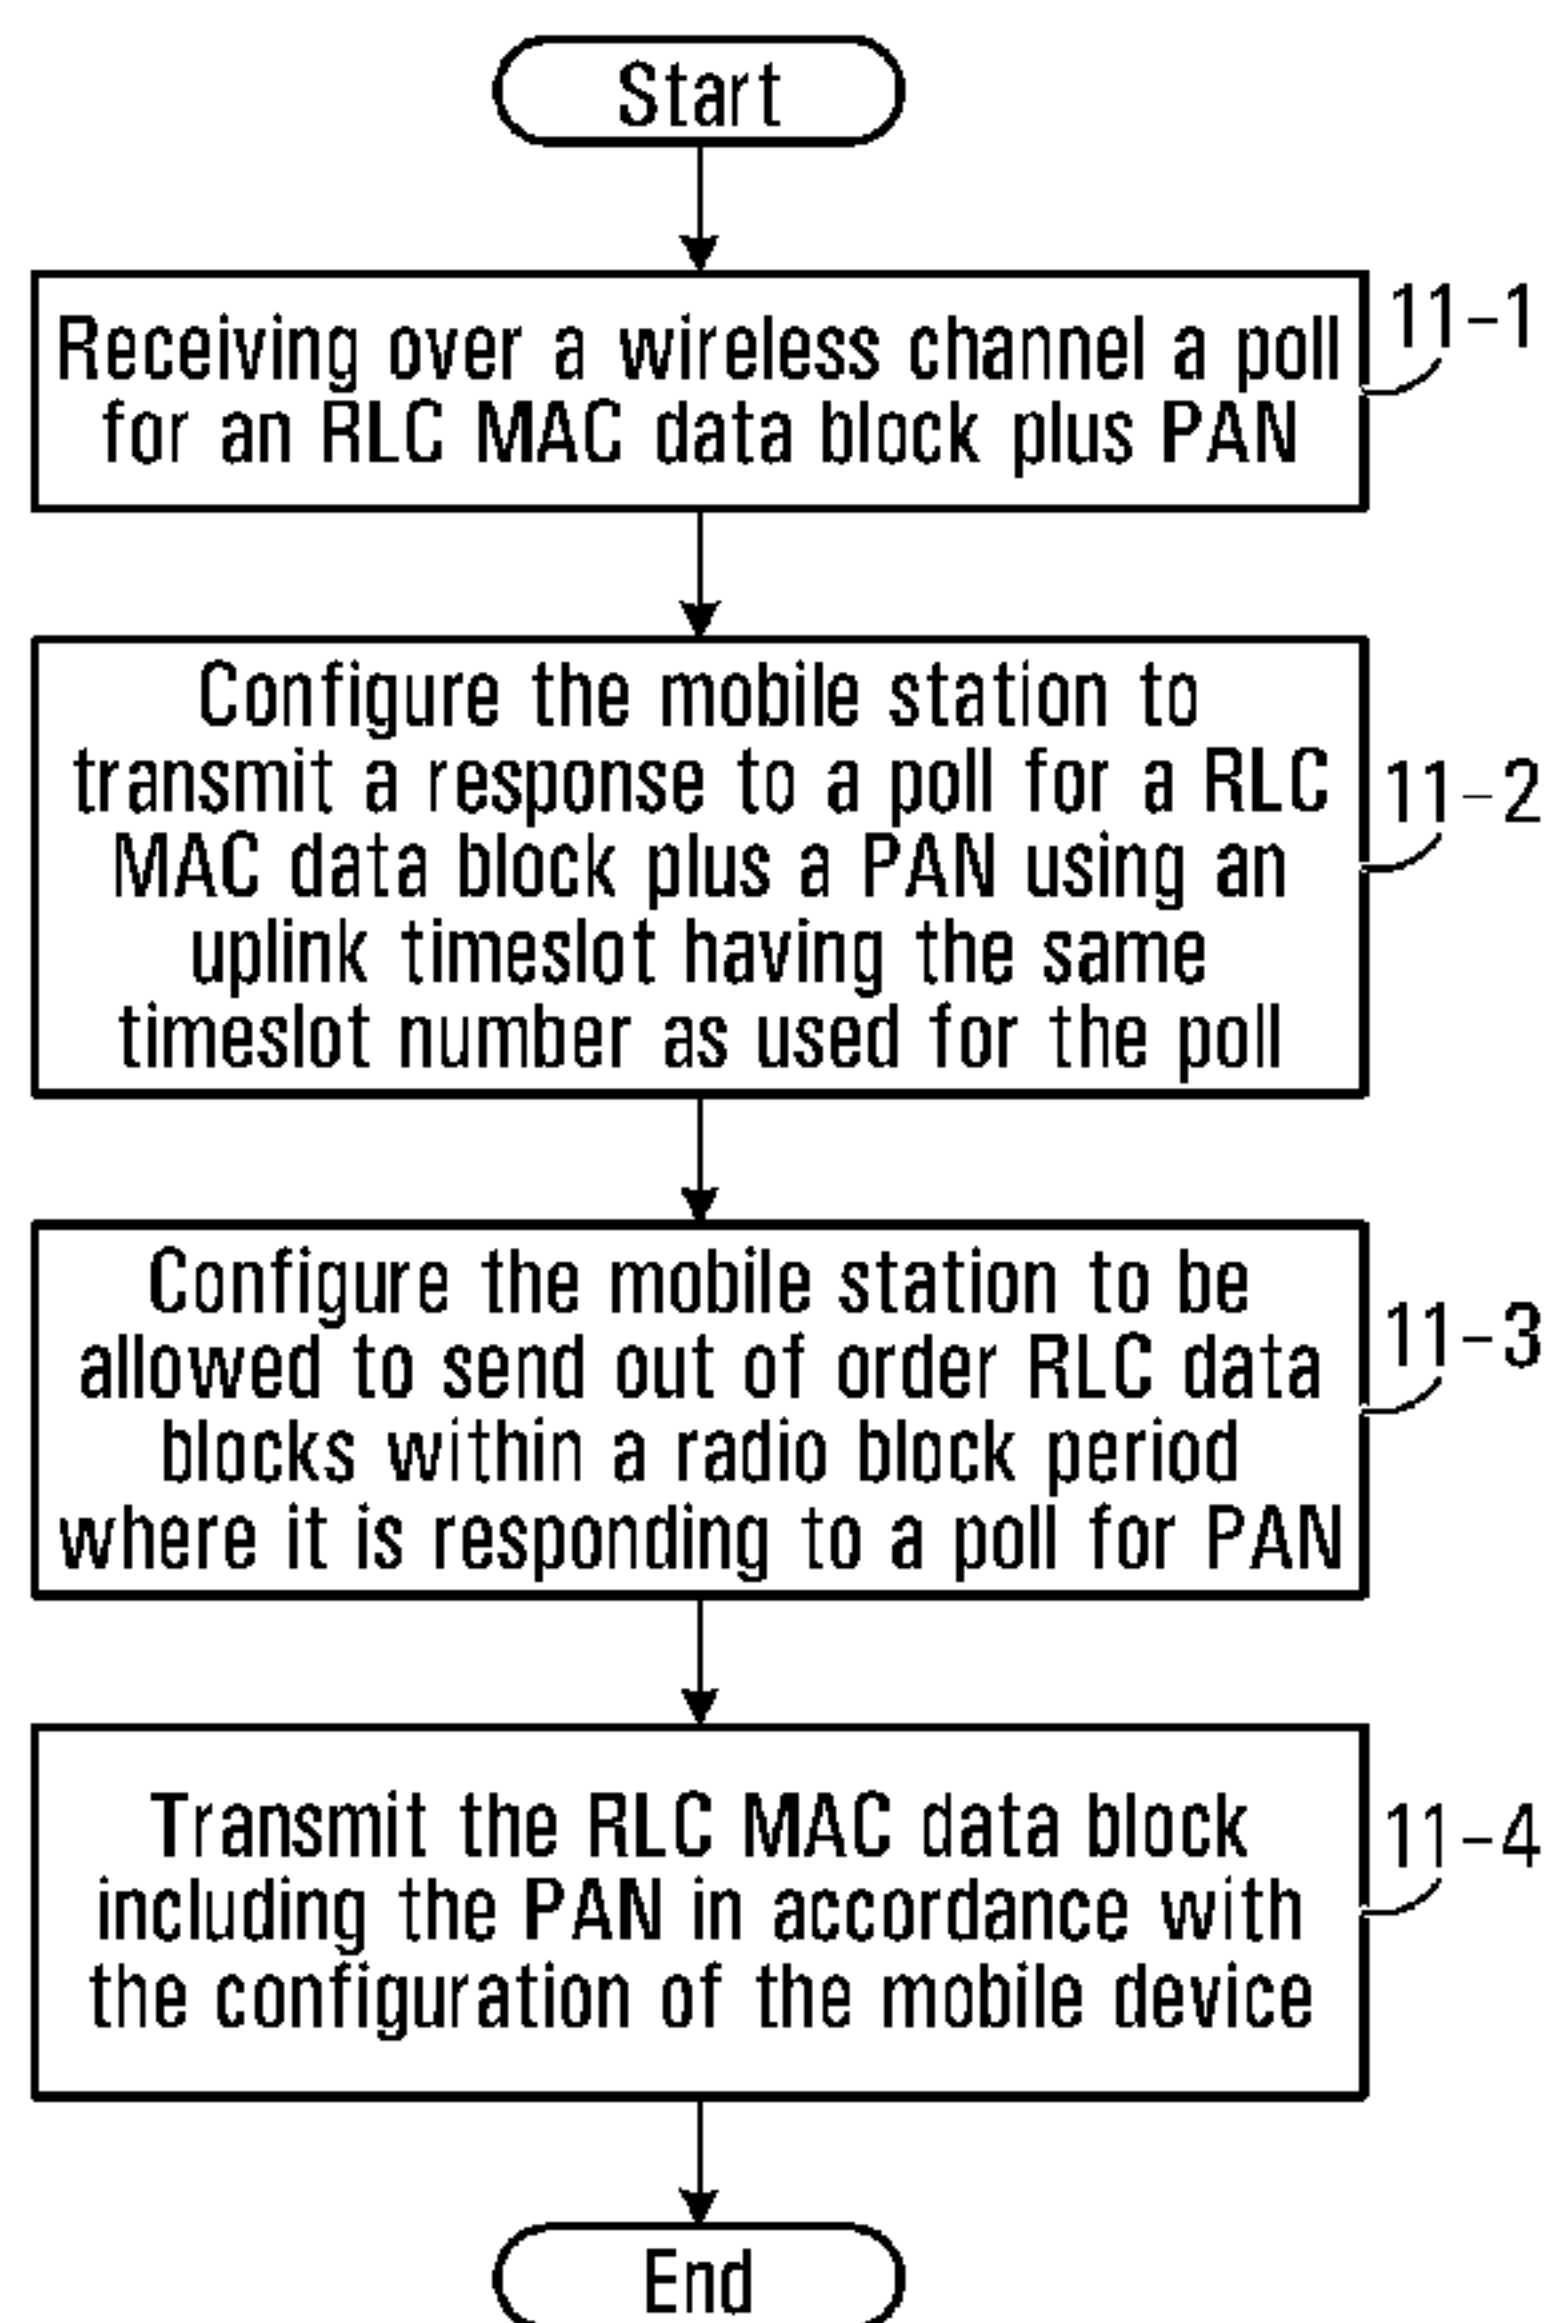 Start
Receiving over a wireless channel a poll
for an RLC MAC data block plus PAN
11-1
Configure the mobile station to
transmit a response to a poll for a RLC
MAC data block plus a PAN using an
uplink timeslot having the same
timeslot number as used for the poll
11-2
Configure the mobile station to be
allowed to send out of order RLC data
blocks within a radio block period
where it is responding to a poll for PAN
11-3
Transmit the RLC MAC data block
including the PAN in accordance with
the configuration of the mobile device
11-4
End